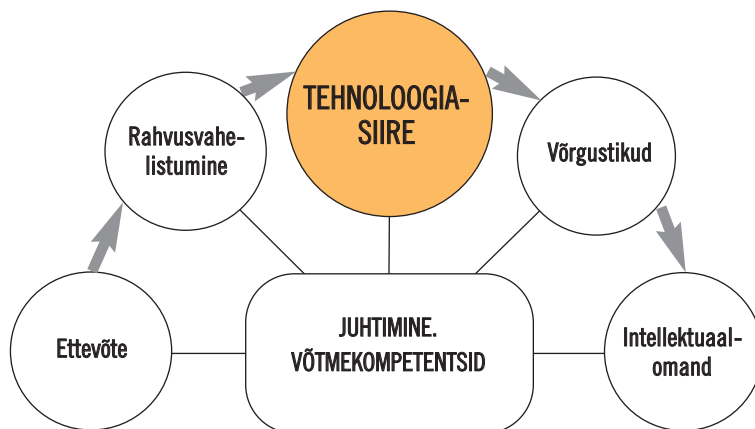 TEHNOLOOGIA-
SIIRE
Rahvusvahe-
listumine
Võrgustikud
Ettevõte
JUHTIMINE.
VÕTMEKOMPETENTSID
Intellektuaal-
omand